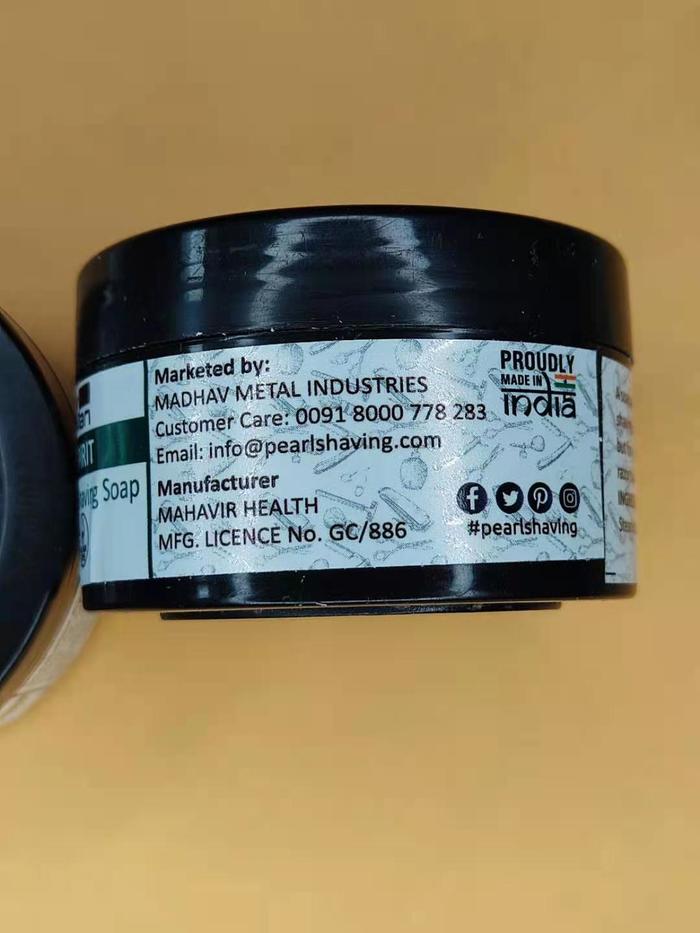 Marketed by:
MADHAV METAL INDUSTRIES
Customer Care: 0091 8000 778 283
Email: info@pearlshaving.com
Manufacturer
MAHAVIR HEALTH
MFG. LICENCE No. GC/886
PROUDLY
MADE IN
india
#pearlshaving
Soap